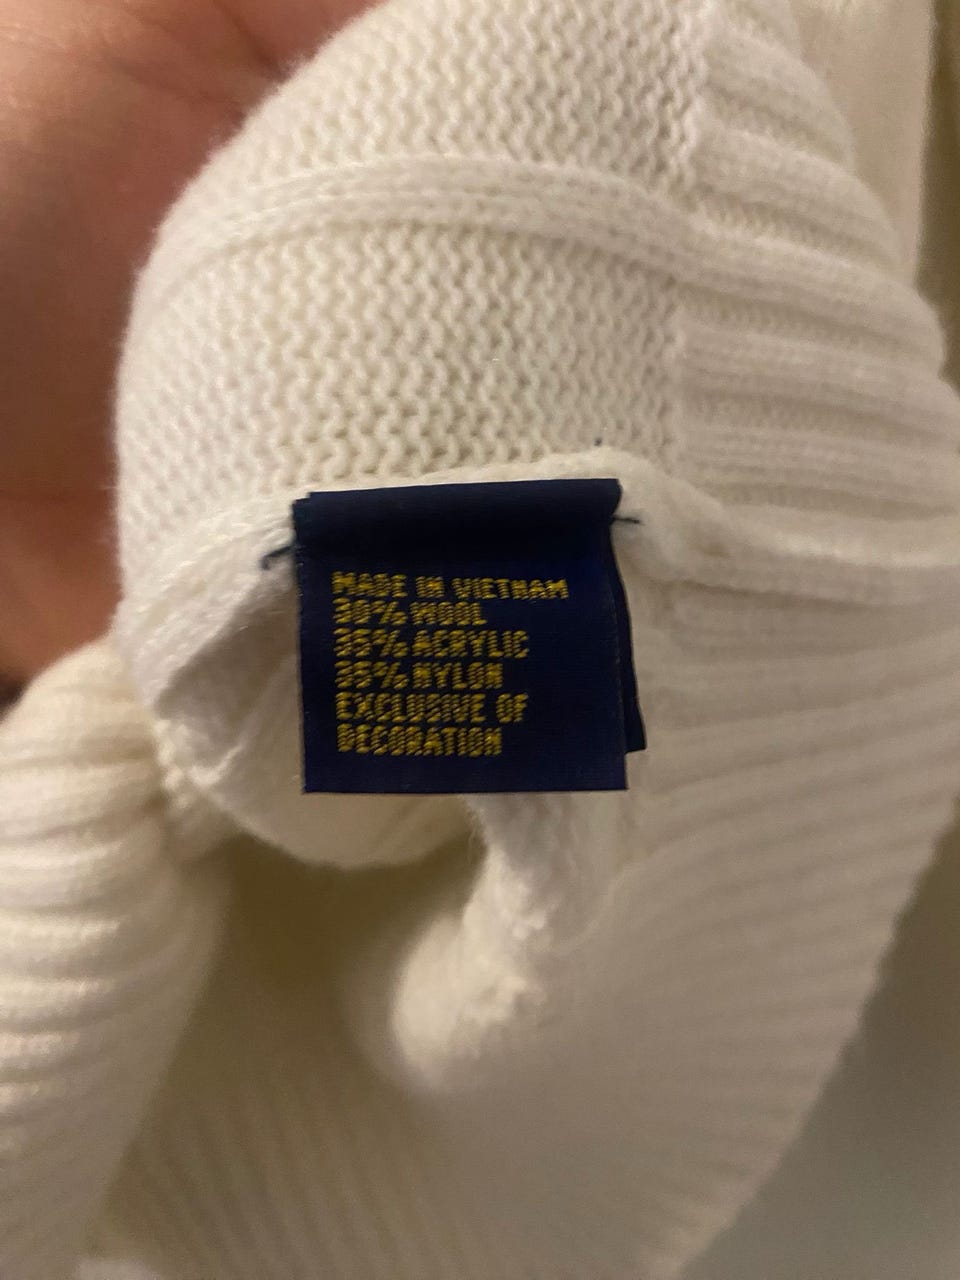 MADE IN VIETNAM
30% WOOL
35% ACRYLIC
35% NYLON
EXCLUSIVE OF
DECORATION